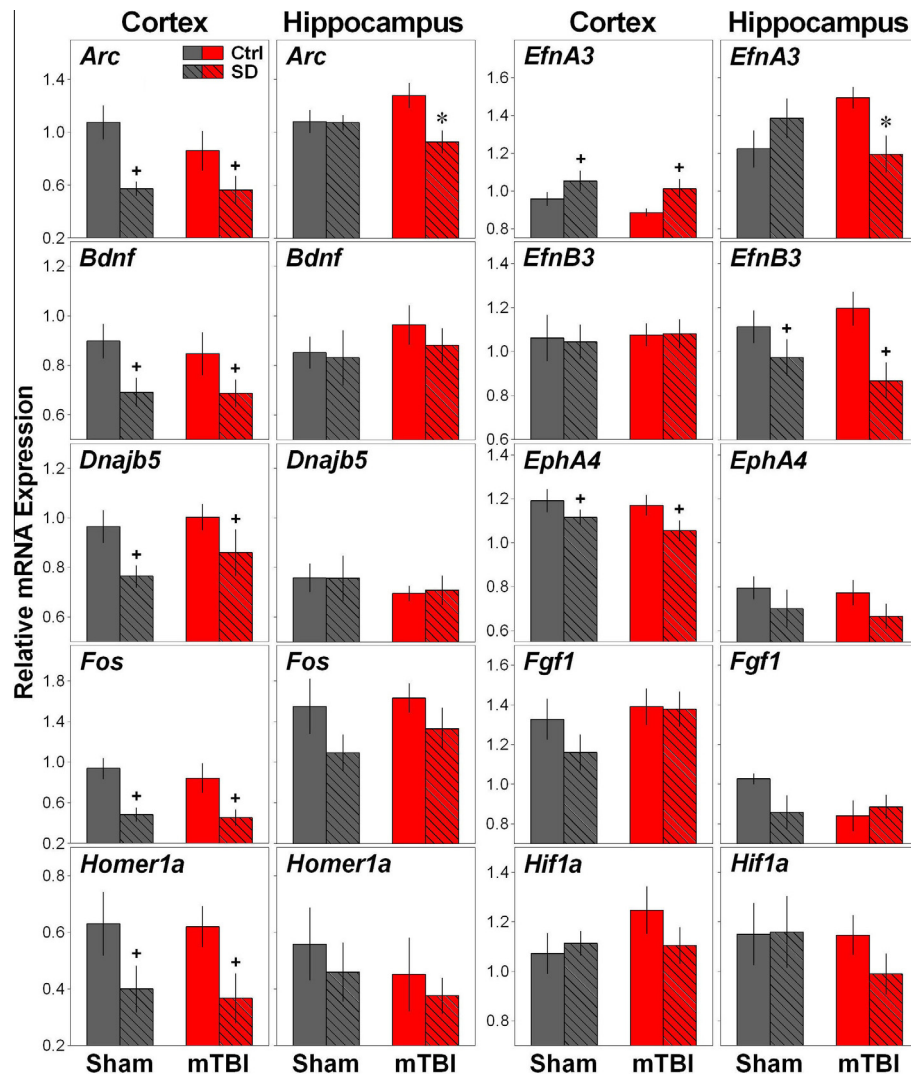 Cortex Hippocampus Cortex Hippocampus
Arc Ctrl SD Arc EfnA3 EfnA3
1.4 1.6
1.0 1.4
1.2
0.6 1.0
0.8
0.2 0.6
+ + * + + *
Bdnf Bdnf EfnB3 EfnB3
1.0 1.4
1.2
0.8 1.0
0.8
0.6 0.6
+ + + +
Dnajb5 Dnajb5 EphA4 EphA4
1.2 1.4
1.2
1.0 1.0
0.8 0.8
0.6 0.6
+ + + +
Fos Fos Fgf1 Fgf1
1.8 1.6
1.4 1.4
1.0 1.2
0.6 1.0
0.2 0.8
+ +
Homer1a Homer1a Hif1a Hif1a
0.8 1.4
0.6 1.2
0.4 1.0
0.2 0.8
+ +
Sham mTBI Sham mTBI Sham mTBI Sham mTBI
Relative mRNA Expression